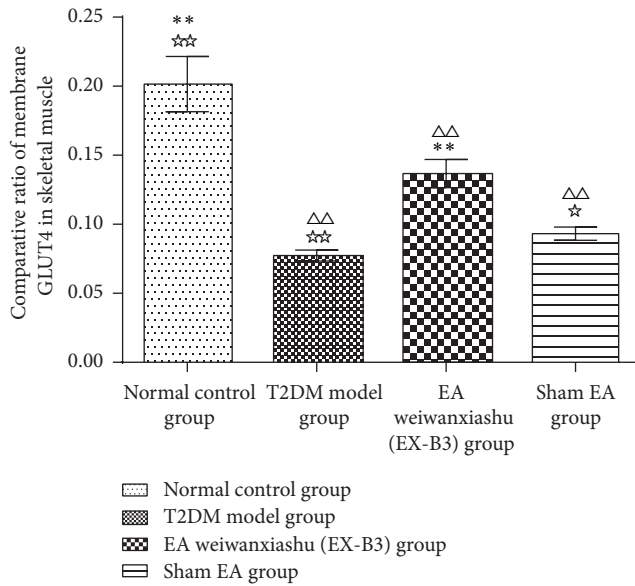 Comparative ratio of membrane
GLUT4 in skeletal muscle
0.25
0.20
0.15
0.10
0.05
0.00
**
☆☆
△△
☆☆
△△
**
△△
☆
Normal control
group
T2DM model
group
EA
weiwanxiashu
(EX-B3) group
Sham EA
group
Normal control group
T2DM model group
EA weiwanxiashu (EX-B3) group
Sham EA group